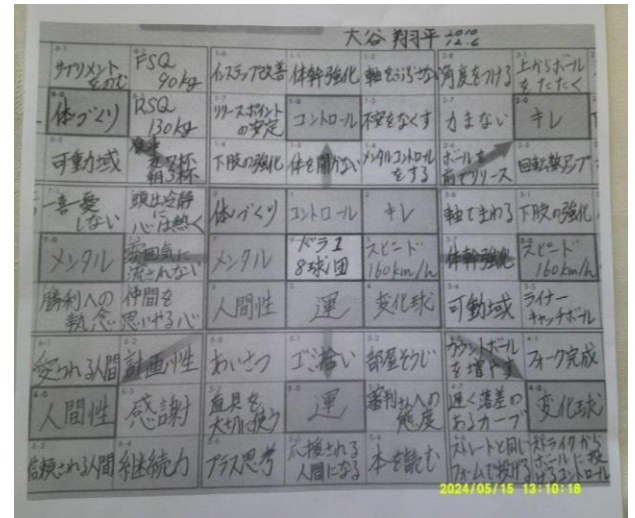 大谷翔平 2010 12.6
サプリメントをのむ FSQ 90kg インステップ改善 体幹強化 軸をぶらさない 角度をつける 上からボールをたたく
体づくり RSQ 130kg リリースポイントの安定 コントロール 不安をなくす 力まない キレ
可動域 食事 夜7杯 朝3杯 下肢の強化 体を開かない メンタルコントロールをする ボールを前でリリース 回転数アップ
一喜一憂しない 頭は冷静に心は熱く 体づくり コントロール キレ 軸でまわる 下肢の強化
メンタル 雰囲気に流されない メンタル ドラ1 8球団 スピード 160km/h 体幹強化 スピード 160km/h
勝利への執念 仲間を思いやる心 人間性 運 変化球 可動域 ライナーキャッチボール
愛される人間 計画性 あいさつ ゴミ拾い 部屋そうじ カウントボールを増やす フォーク完成
人間性 感謝 道具を大切に使う 運 審判さんへの態度 遅く落差のあるカーブ 変化球
信頼される人間 継続力 プラス思考 応援される人間になる 本を読む ストレートと同じフォームで投げる ストライクからボールに投げるコントロール
2024/05/15 13:10:18